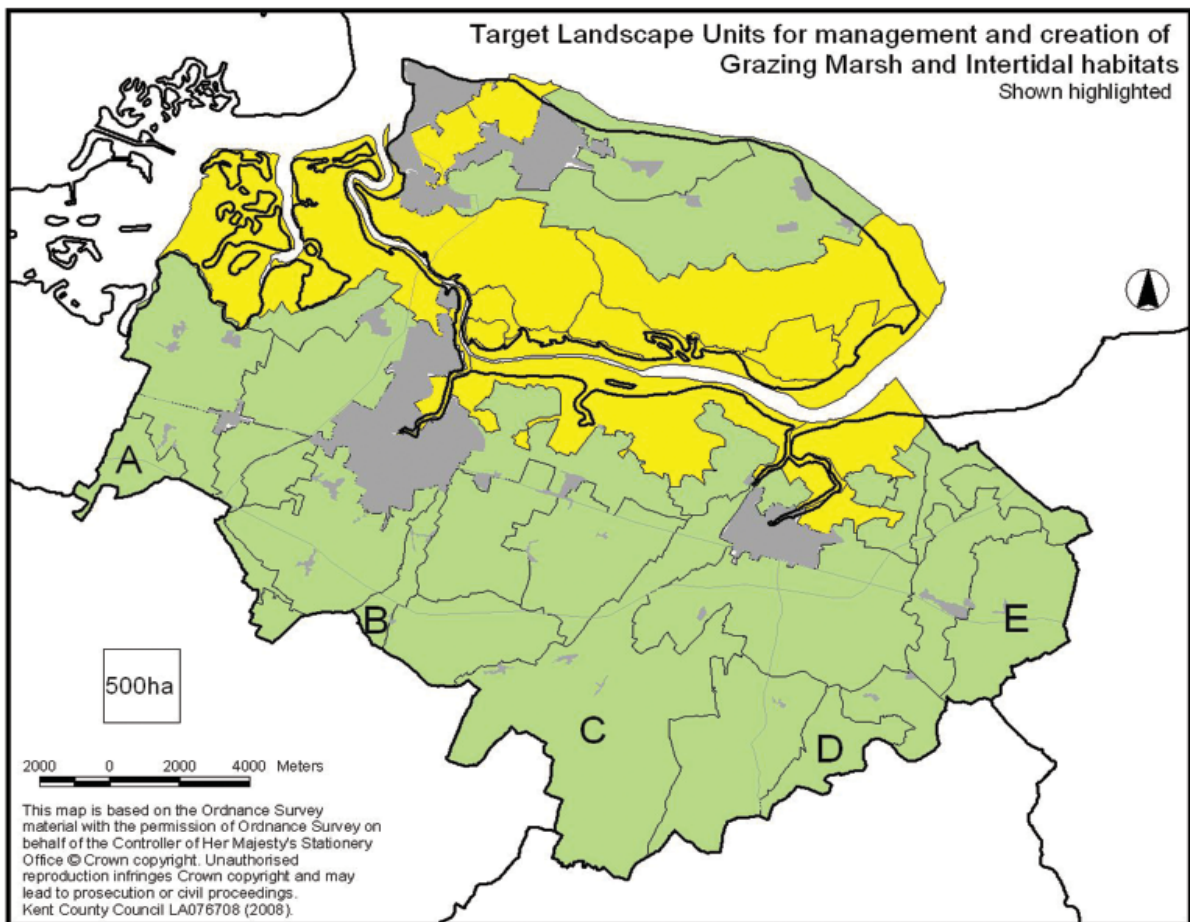 Target Landscape Units for management and creation of
Grazing Marsh and Intertidal habitats
Shown highlighted
A
B
E
C
D
500ha
2000 0 2000 4000 Meters
This map is based on the Ordnance Survey
material with the permission of Ordnance Survey on
behalf of the Controller of Her Majesty's Stationery
Office © Crown copyright. Unauthorised
reproduction infringes Crown copyright and may
lead to prosecution or civil proceedings.
Kent County Council LA076708 (2008).